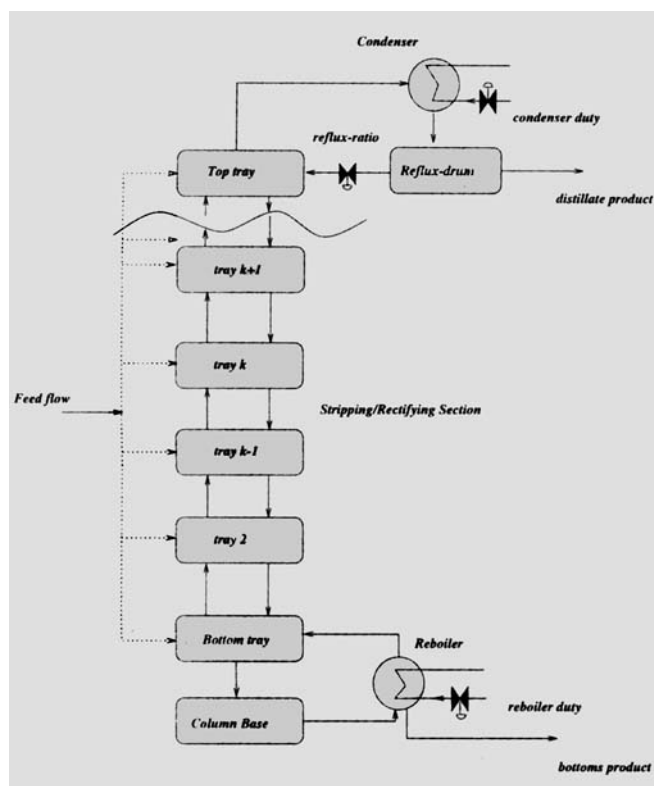 Condenser
condenser duty
reflux-ratio
Top tray
Reflux-drum
distillate product
tray k+1
tray k
Feed flow
Stripping/Rectifying Section
tray k-1
tray 2
Bottom tray
Reboiler
reboiler duty
Column Base
bottoms product